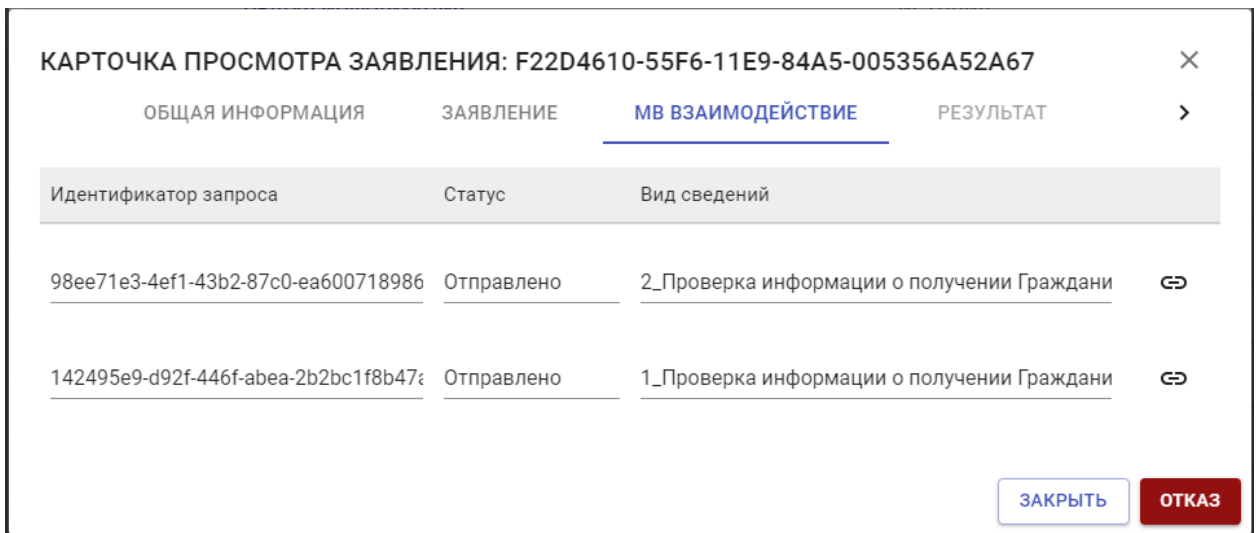 КАРТОЧКА ПРОСМОТРА ЗАЯВЛЕНИЯ: F22D4610-55F6-11E9-84A5-005356A52A67
ОБЩАЯ ИНФОРМАЦИЯ ЗАЯВЛЕНИЕ МВ ВЗАИМОДЕЙСТВИЕ РЕЗУЛЬТАТ
Идентификатор запроса Статус Вид сведений
98ee71e3-4ef1-43b2-87c0-ea600718986 Отправлено 2_Проверка информации о получении Граждани
142495e9-d92f-446f-abea-2b2bc1f8b47a Отправлено 1_Проверка информации о получении Граждани
ЗАКРЫТЬ ОТКАЗ